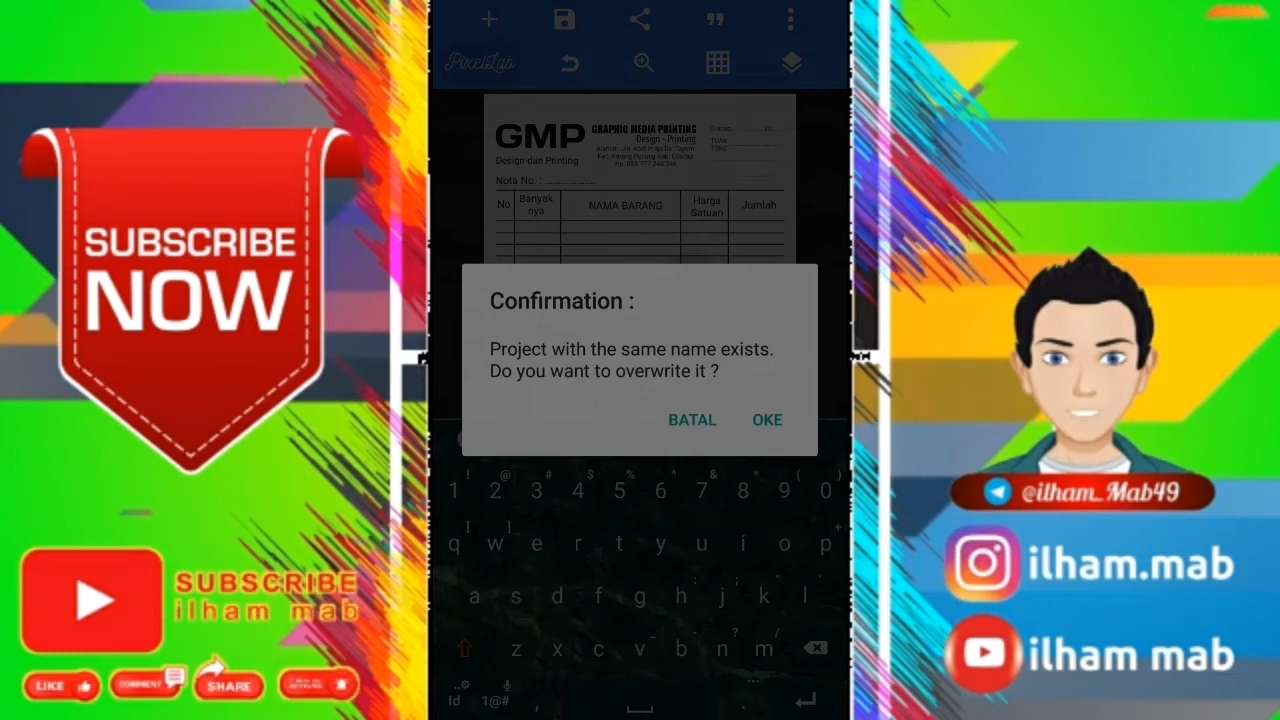 SUBSCRIBE
NOW
SUBSCRIBE
ilham mab
LIKE
COMMENT
SHARE
PixelLab
GMP
Design dan Printing
GRAPHIC MEDIA PRINTING
Design - Printing
Nota No. : ..................
No
Banyak
nya
NAMA BARANG
Harga
Satuan
Jumlah
Confirmation :
Project with the same name exists.
Do you want to overwrite it ?
BATAL OKE
! @ # $ % ^ & * ( )
1 2 3 4 5 6 7 8 9 0
[ ] +
q w e r t y u i o p
a s d f g h j k l
z x c v b n m
Id 1@# , .
@ilham_Mab49
ilham.mab
ilham mab